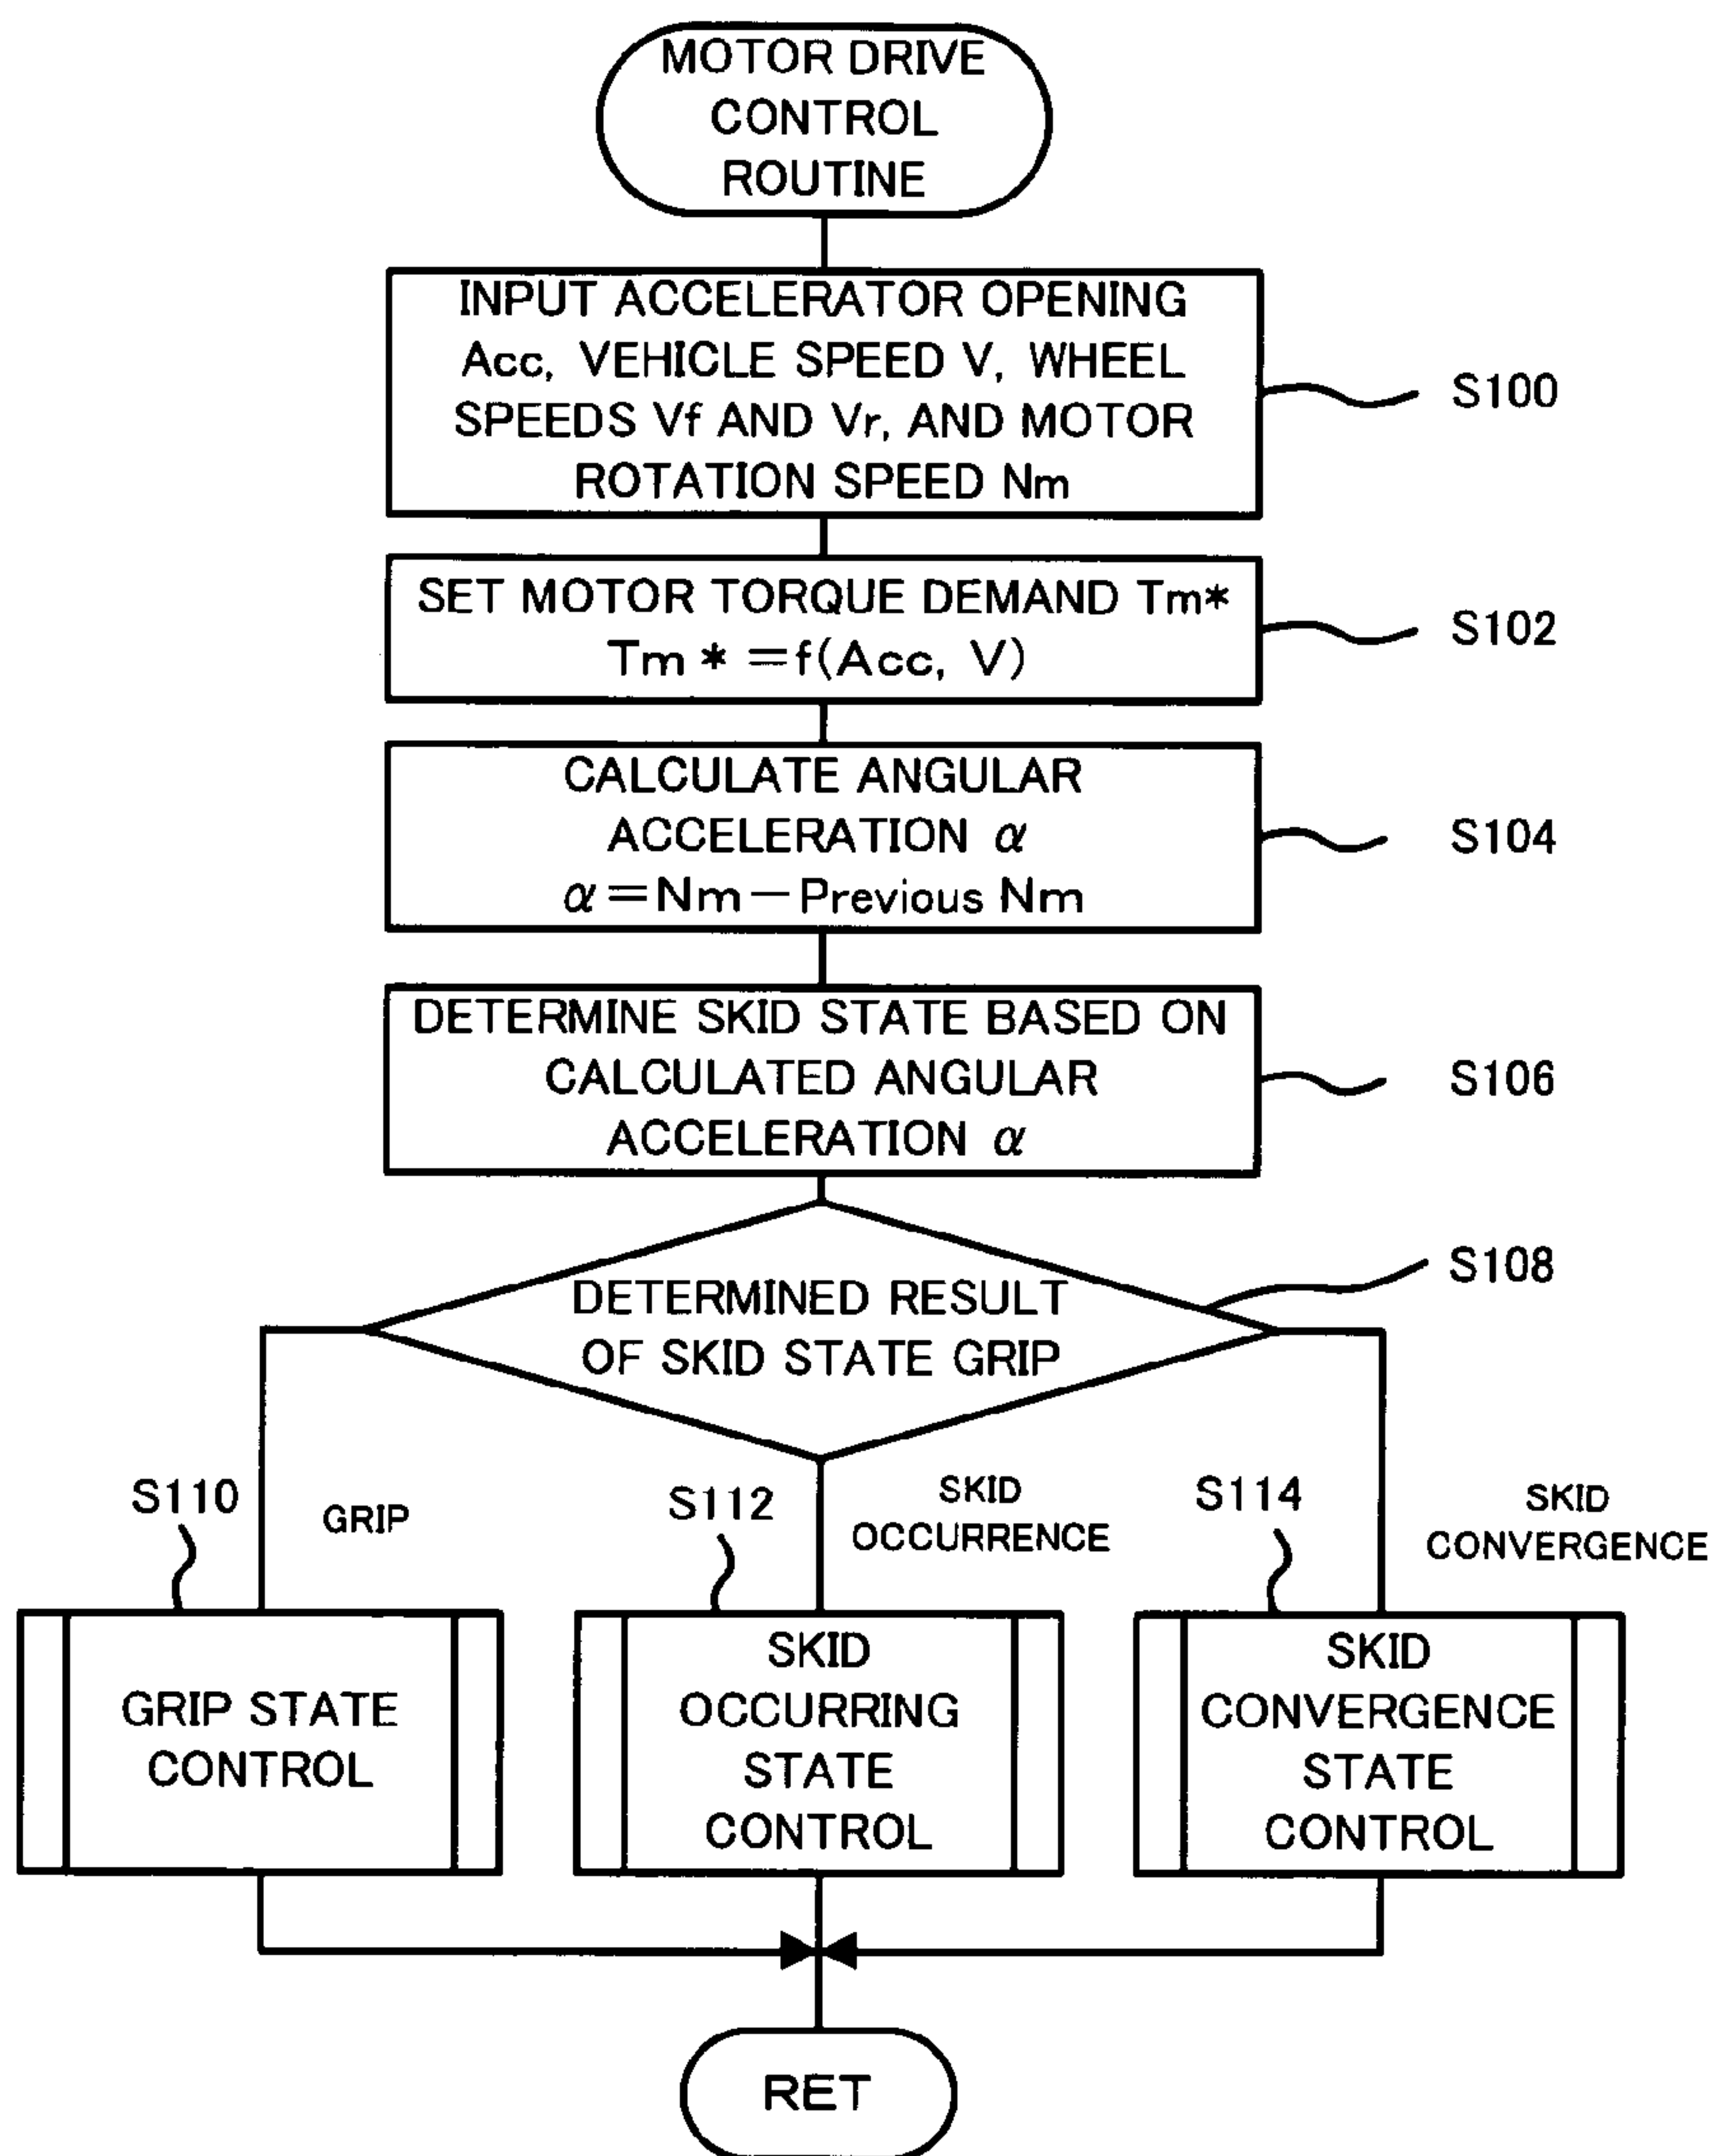 MOTOR DRIVE
CONTROL
ROUTINE
INPUT ACCELERATOR OPENING
Acc, VEHICLE SPEED V, WHEEL
SPEEDS Vf AND Vr, AND MOTOR
ROTATION SPEED Nm
S100
SET MOTOR TORQUE DEMAND Tm*
Tm * =f(Acc, V)
S102
CALCULATE ANGULAR
ACCELERATION α
α=Nm−Previous Nm
S104
DETERMINE SKID STATE BASED ON
CALCULATED ANGULAR
ACCELERATION α
S106
DETERMINED RESULT
OF SKID STATE GRIP
S108
S110
GRIP
S112
SKID
OCCURRENCE
S114
SKID
CONVERGENCE
GRIP STATE
CONTROL
SKID
OCCURRING
STATE
CONTROL
SKID
CONVERGENCE
STATE
CONTROL
RET